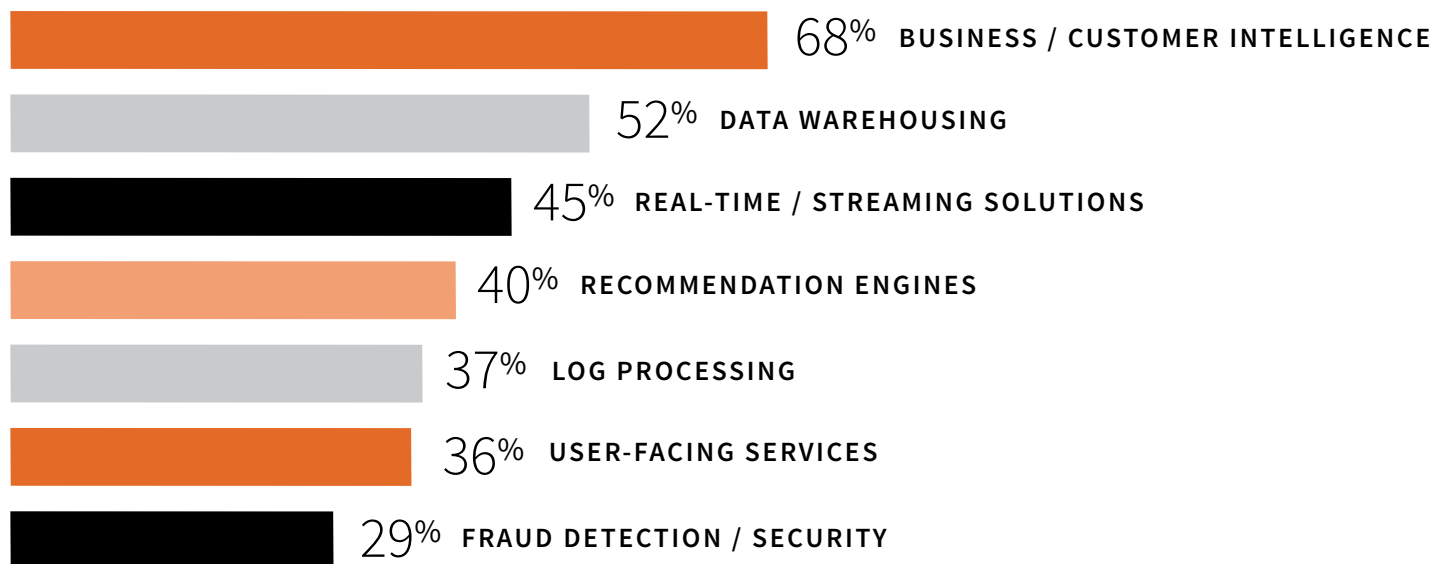 68% BUSINESS / CUSTOMER INTELLIGENCE
52% DATA WAREHOUSING
45% REAL-TIME / STREAMING SOLUTIONS
40% RECOMMENDATION ENGINES
37% LOG PROCESSING
36% USER-FACING SERVICES
29% FRAUD DETECTION / SECURITY